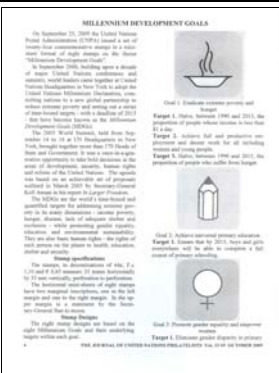 MILLENNIUM DEVELOPMENT GOALS
On September 25, 2009 the United Nations
Postal Administration (UNPA) issued a set of
twenty-four commemorative stamps in a mini-
sheet format of eight stamps on the theme
"Millennium Development Goals".
In September 2000, building upon a decade
of major United Nations conferences and
summits, world leaders came together at United
Nations Headquarters in New York to adopt the
United Nations Millennium Declaration, com-
mitting nations to a new global partnership to
reduce extreme poverty and setting out a series
of time-bound targets - with a deadline of 2015
- that have become known as the Millennium
Development Goals (MDGs).
The 2005 World Summit, held from Sep-
tember 14 to 16 at UN Headquarters in New
York, brought together more than 170 Heads of
State and Government. It was a once-in-a-gen-
eration opportunity to take bold decisions in the
areas of development, security, human rights
and reform of the United Nations. The agenda
was based on an achievable set of proposals
outlined in March 2005 by Secretary-General
Kofi Annan in his report In Larger Freedom.
The MDGs are the world's time-bound and
quantified targets for addressing extreme pov-
erty in its many dimensions - income poverty,
hunger, disease, lack of adequate shelter and
exclusion - while promoting gender equality,
education and environmental sustainability.
They are also basic human rights - the rights of
each person on the planet to health, education,
shelter and security.
Stamp specifications
The stamps, in denominations of 44c, F.s.
1,10 and € 0,65 measure 35 mm horizontally
by 35 mm vertically, perforation to perforation.
The horizontal mini-sheets of eight stamps
have two marginal inscriptions, one in the left
margin and one in the right margin. In the up-
per margin is a statement by the Secre-
tary-General Ban Ki-moon.
Stamp Designs
The eight stamp designs are based on the
eight Millennium Goals and their underlying
targets within each goal.
Goal 1: Eradicate extreme poverty and
hunger
Target 1. Halve, between 1990 and 2015, the
proportion of people whose income is less than
$1 a day.
Target 2. Achieve full and productive em-
ployment and decent work for all including
women and young people.
Target 3. Halve, between 1990 and 2015, the
proportion of people who suffer from hunger.
Goal 2: Achieve universal primary education
Target 1. Ensure that by 2015, boys and girls
everywhere will be able to complete a full
course of primary schooling.
Goal 3: Promote gender equality and empower
women
Target 1. Eliminate gender disparity in primary
6 THE JOURNAL OF UNITED NATIONS PHILATELISTS OCTOBER 2009